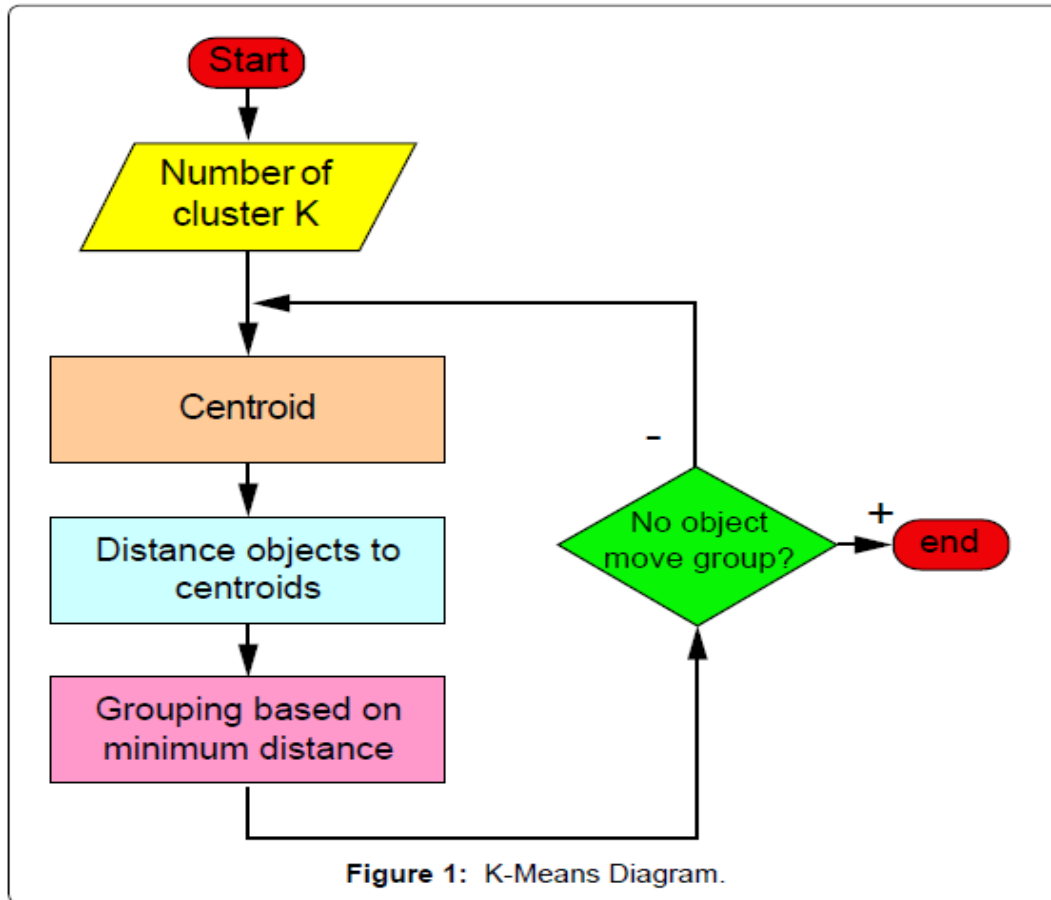 Start
Number of
cluster K
Centroid
Distance objects to
centroids
Grouping based on
minimum distance
-
No object
move group?
+
end
Figure 1: K-Means Diagram.